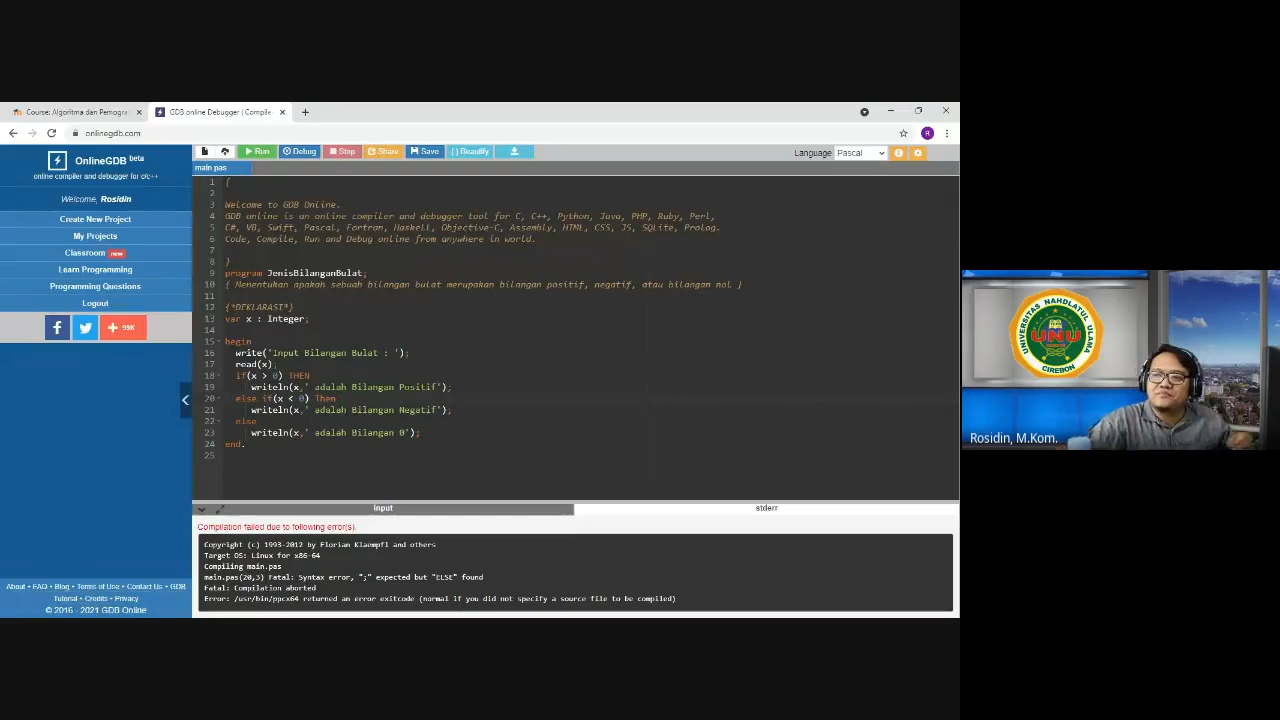 Course: Algoritma dan Pemogra
GDB online Debugger | Compile
onlinegdb.com
R
OnlineGDB beta
online compiler and debugger for c/c++
Welcome, Rosidin
Create New Project
My Projects
Classroom new
Learn Programming
Programming Questions
Logout
99K
Run Debug Stop Share Save {} Beautify
Language Pascal
main.pas
1 {
2
3 Welcome to GDB Online.
4 GDB online is an online compiler and debugger tool for C, C++, Python, Java, PHP, Ruby, Perl,
5 C#, VB, Swift, Pascal, Fortran, Haskell, Objective-C, Assembly, HTML, CSS, JS, SQLite, Prolog.
6 Code, Compile, Run and Debug online from anywhere in world.
7
8 }
9 program JenisBilanganBulat;
10 { Menentukan apakah sebuah bilangan bulat merupakan bilangan positif, negatif, atau bilangan nol }
11
12 {*DEKLARASI*}
13 var x : Integer;
14
15 begin
16 write('Input Bilangan Bulat : ');
17 read(x);
18 if(x > 0) THEN
19 writeln(x,' adalah Bilangan Positif');
20 else if(x < 0) Then
21 writeln(x,' adalah Bilangan Negatif');
22 else
23 writeln(x,' adalah Bilangan 0');
24 end.
25
input
stderr
Compilation failed due to following error(s).
Copyright (c) 1993-2012 by Florian Klaempfl and others
Target OS: Linux for x86-64
Compiling main.pas
main.pas(20,3) Fatal: Syntax error, ";" expected but "ELSE" found
Fatal: Compilation aborted
Error: /usr/bin/ppcx64 returned an error exitcode (normal if you did not specify a source file to be compiled)
About • FAQ • Blog • Terms of Use • Contact Us • GDB
Tutorial • Credits • Privacy
© 2016 - 2021 GDB Online
UNIVERSITAS NAHDLATUL ULAMA
UNU
CIREBON
Rosidin, M.Kom.